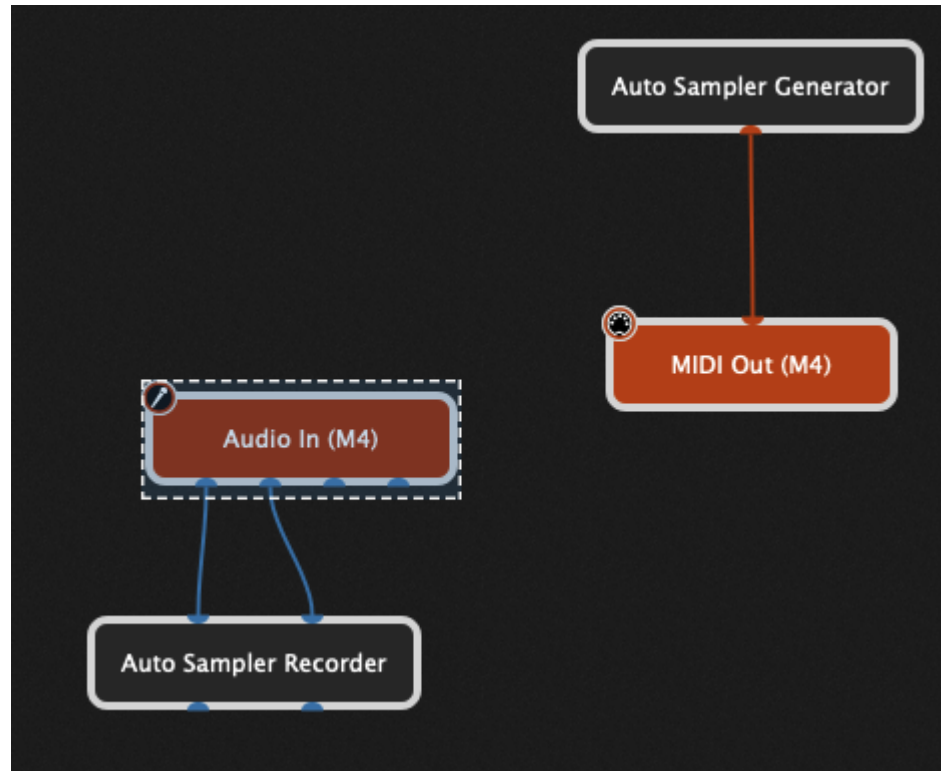 Auto Sampler Generator
MIDI Out (M4)
Audio In (M4)
Auto Sampler Recorder